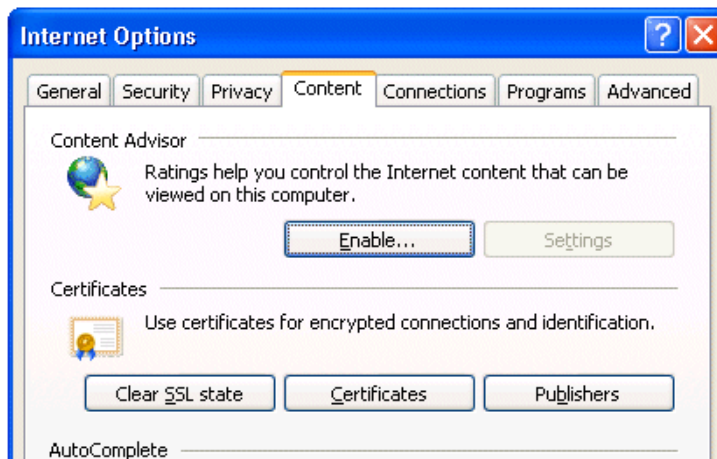 Internet Options
General Security Privacy Content Connections Programs Advanced
Content Advisor
Ratings help you control the Internet content that can be
viewed on this computer.
Enable... Settings
Certificates
Use certificates for encrypted connections and identification.
Clear SSL state Certificates Publishers
AutoComplete